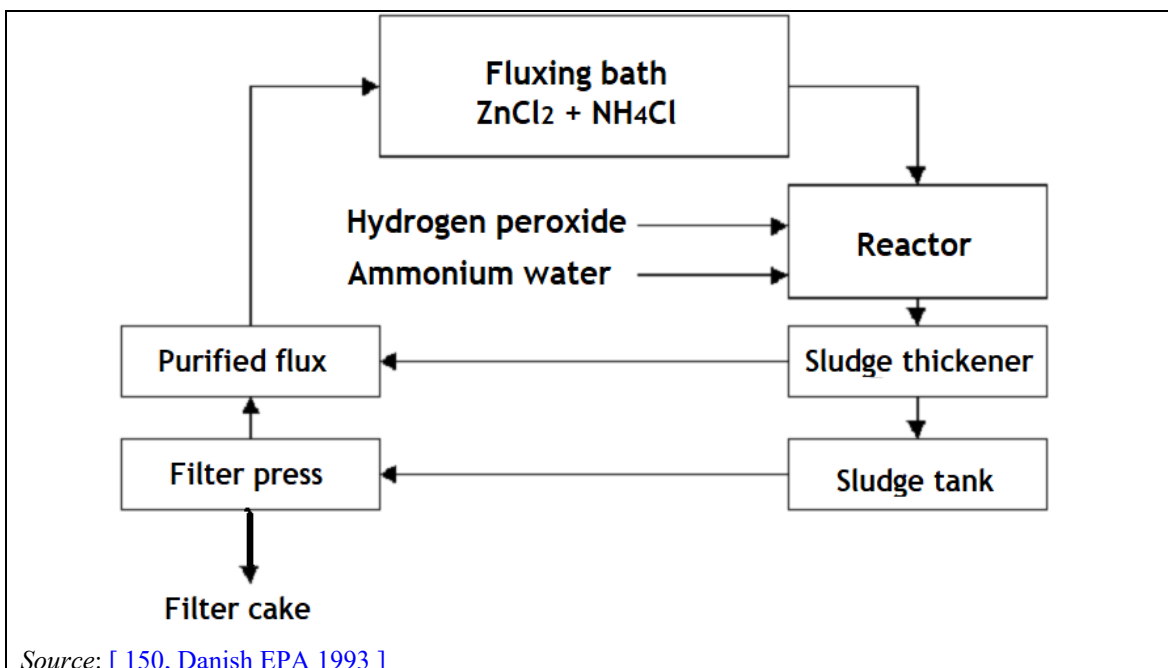 Fluxing bath
ZnCl2 + NH4Cl
Hydrogen peroxide
Reactor
Ammonium water
Purified flux
Sludge thickener
Filter press
Sludge tank
Filter cake
Source: [ 150, Danish EPA 1993 ]